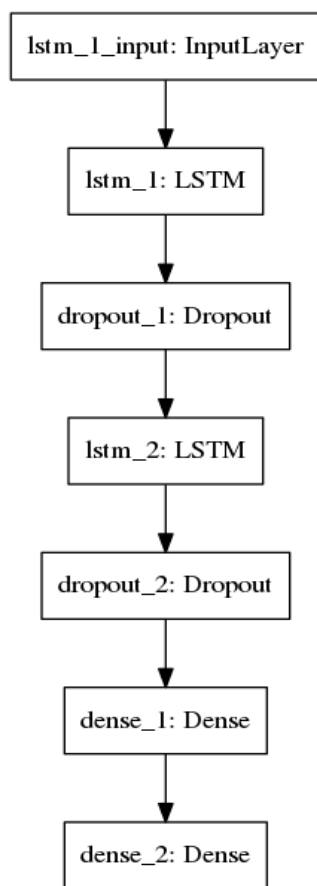 lstm_1_input: InputLayer
lstm_1: LSTM
dropout_1: Dropout
lstm_2: LSTM
dropout_2: Dropout
dense_1: Dense
dense_2: Dense